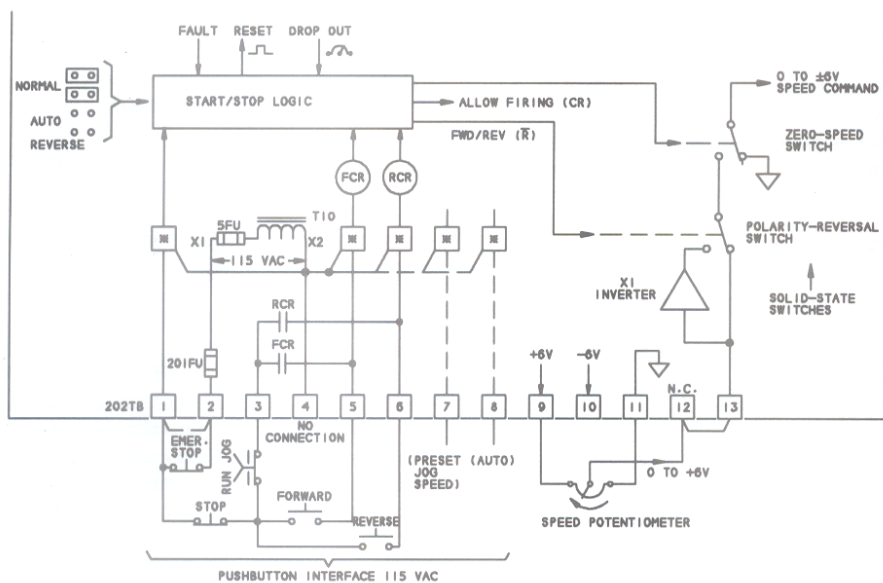 FAULT RESET DROP OUT
NORMAL
AUTO
REVERSE
START/STOP LOGIC
ALLOW FIRING (CR)
FWD/REV (R̅)
0 TO ±6V
SPEED COMMAND
ZERO-SPEED
SWITCH
FCR RCR
5FU T10
X1 X2
115 VAC
※ ※ ※ ※ ※
POLARITY-REVERSAL
SWITCH
X1
INVERTER
SOLID-STATE
SWITCHES
RCR
FCR
201FU
+6V -6V
N.C.
202TB 1 2 3 4 5 6 7 8 9 10 11 12 13
NO
CONNECTION
EMER.
STOP
RUN JOG
(PRESET (AUTO)
JOG
SPEED)
0 TO +6V
STOP FORWARD
REVERSE
SPEED POTENTIOMETER
PUSHBUTTON INTERFACE 115 VAC